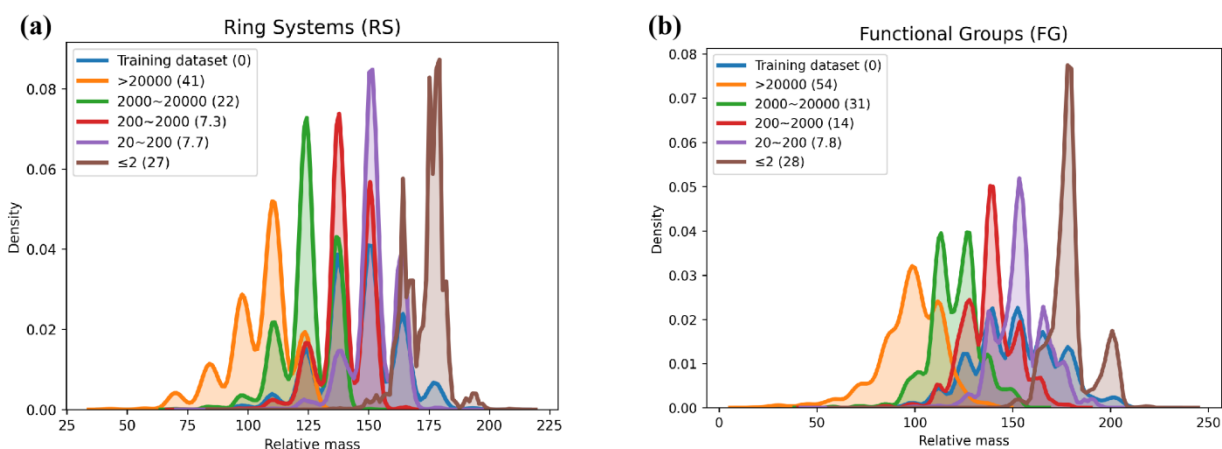 (a)
Ring Systems (RS)
Training dataset (0)
>20000 (41)
2000~20000 (22)
200~2000 (7.3)
20~200 (7.7)
≤2 (27)
Density
0.08
0.06
0.04
0.02
0.00
25 50 75 100 125 150 175 200 225
Relative mass
(b)
Functional Groups (FG)
Training dataset (0)
>20000 (54)
2000~20000 (31)
200~2000 (14)
20~200 (7.8)
≤2 (28)
Density
0.08
0.07
0.06
0.05
0.04
0.03
0.02
0.01
0.00
0 50 100 150 200 250
Relative mass